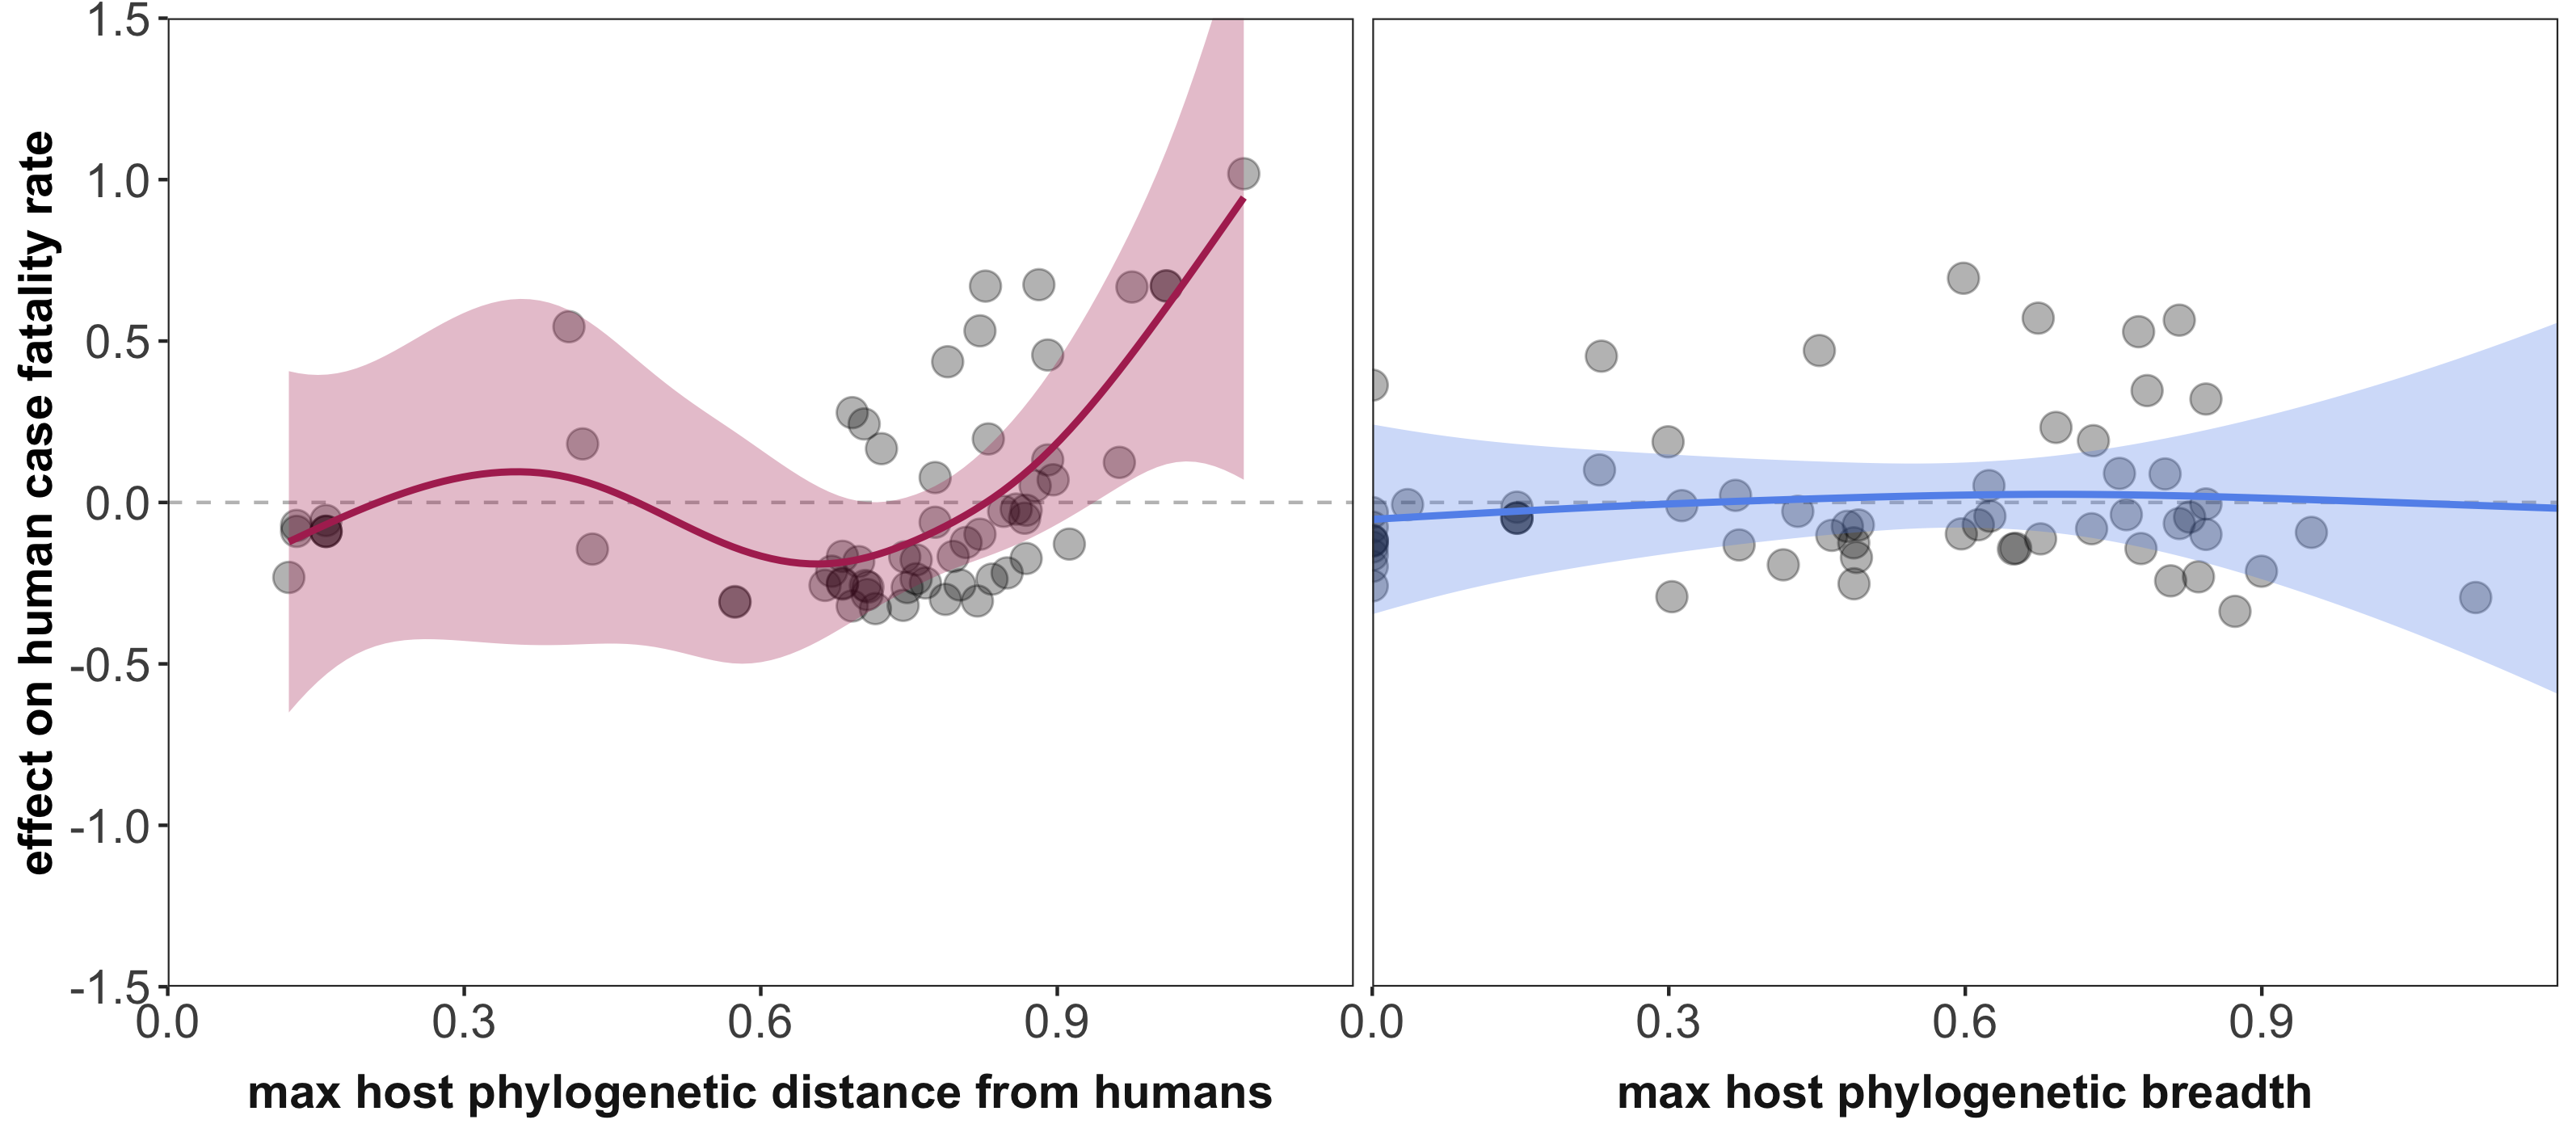 effect on human case fatality rate
1.5
1.0
0.5
0.0
-0.5
-1.0
-1.5
0.0 0.3 0.6 0.9
0.0 0.3 0.6 0.9
max host phylogenetic distance from humans
max host phylogenetic breadth